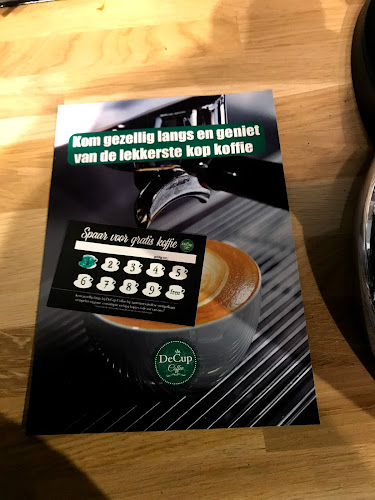 Kom gezellig langs en geniet
van de lekkerste kop koffie
Spaar voor gratis koffie
1 2 3 4 5
6 7 8 9 free
DeCup
Coffee